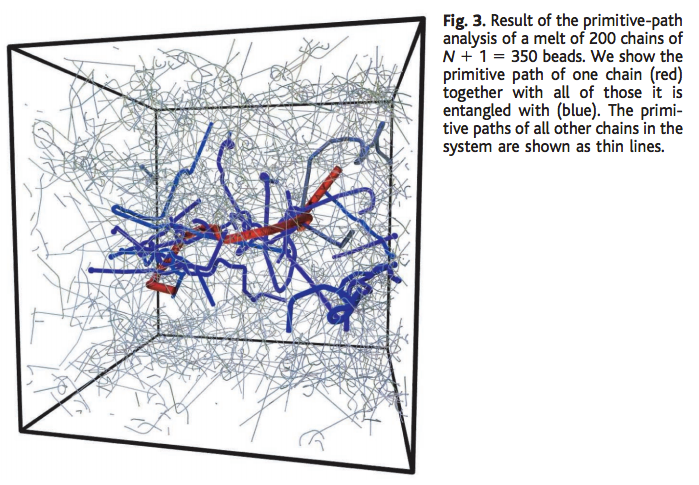 Fig. 3. Result of the primitive-path
analysis of a melt of 200 chains of
N + 1 = 350 beads. We show the
primitive path of one chain (red)
together with all of those it is
entangled with (blue). The primi-
tive paths of all other chains in the
system are shown as thin lines.